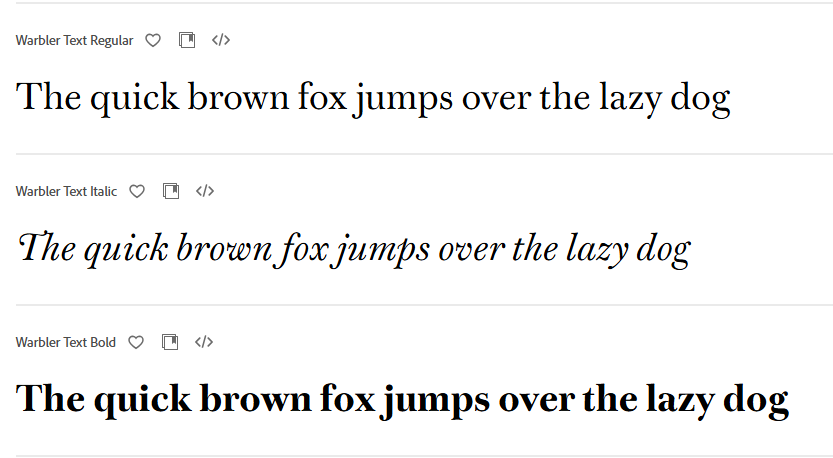 Warbler Text Regular
The quick brown fox jumps over the lazy dog
Warbler Text Italic
The quick brown fox jumps over the lazy dog
Warbler Text Bold
The quick brown fox jumps over the lazy dog